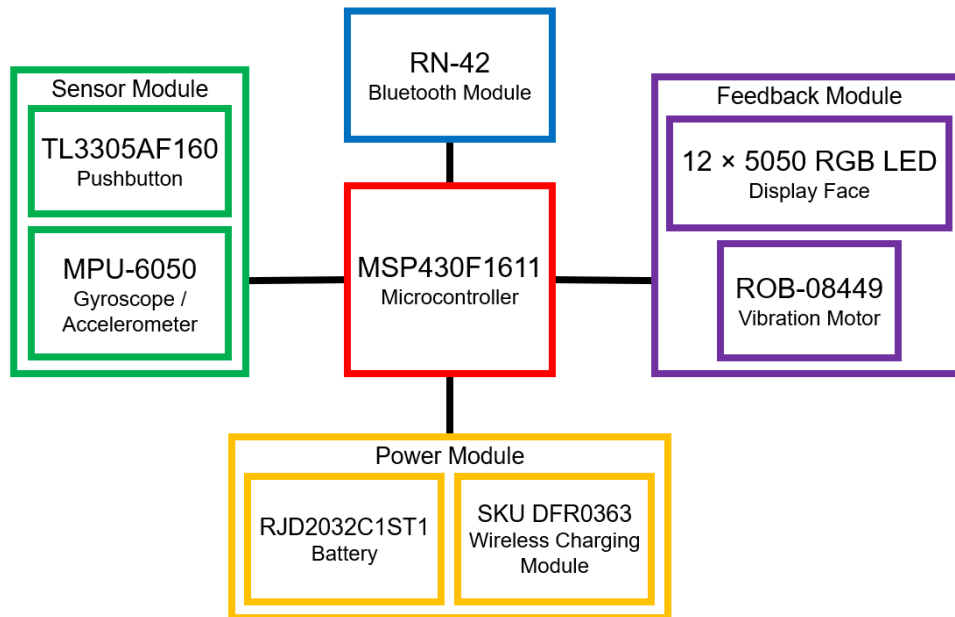 RN-42
Bluetooth Module
Sensor Module
TL3305AF160
Pushbutton
MPU-6050
Gyroscope /
Accelerometer
MSP430F1611
Microcontroller
Feedback Module
12 × 5050 RGB LED
Display Face
ROB-08449
Vibration Motor
Power Module
RJD2032C1ST1
Battery
SKU DFR0363
Wireless Charging
Module